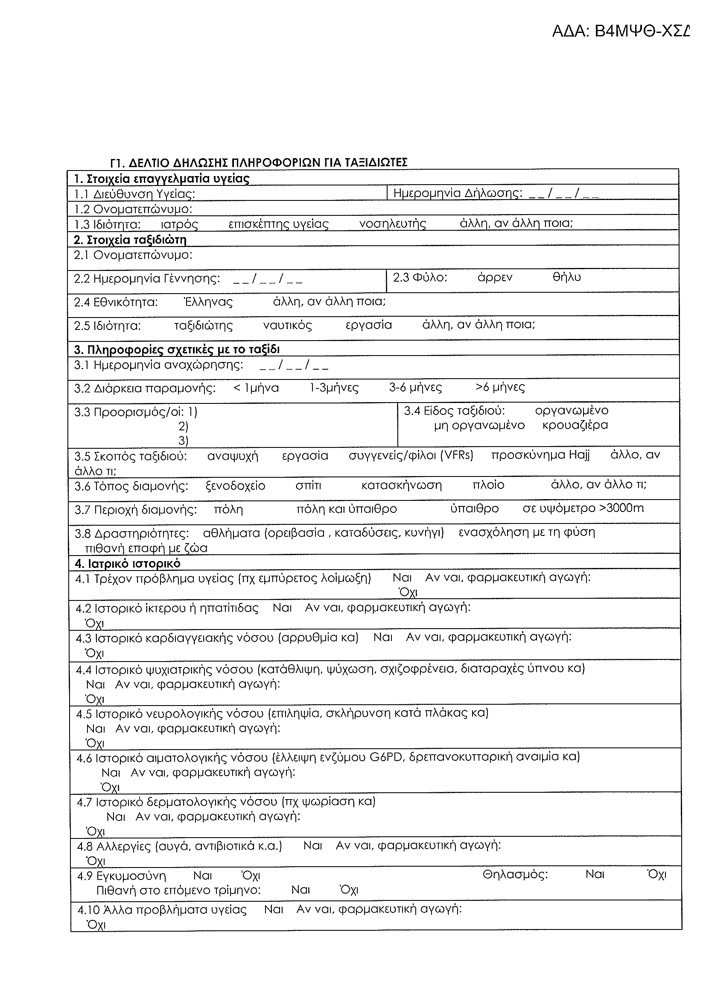 ΑΔΑ: Β4ΜΨΘ-ΧΣΔ
Γ1. ΔΕΛΤΙΟ ΔΗΛΩΣΗΣ ΠΛΗΡΟΦΟΡΙΩΝ ΓΙΑ ΤΑΞΙΔΙΩΤΕΣ
1. Στοιχεία επαγγελματία υγείας
1.1 Διεύθυνση Υγείας: Ημερομηνία Δήλωσης: _ _ / _ _ / _ _
1.2 Ονοματεπώνυμο:
1.3 Ιδιότητα: ιατρός επισκέπτης υγείας νοσηλευτής άλλη, αν άλλη ποια;
2. Στοιχεία ταξιδιώτη
2.1 Ονοματεπώνυμο:
2.2 Ημερομηνία Γέννησης: _ _ / _ _ / _ _ 2.3 Φύλο: άρρεν θήλυ
2.4 Εθνικότητα: Έλληνας άλλη, αν άλλη ποια;
2.5 Ιδιότητα: ταξιδιώτης ναυτικός εργασία άλλη, αν άλλη ποια;
3. Πληροφορίες σχετικές με το ταξίδι
3.1 Ημερομηνία αναχώρησης: _ _ / _ _ / _ _
3.2 Διάρκεια παραμονής: < 1μήνα 1-3μήνες 3-6 μήνες >6 μήνες
3.3 Προορισμός/οί: 1) 3.4 Είδος ταξιδιού: οργανωμένο
2) μη οργανωμένο κρουαζιέρα
3)
3.5 Σκοπός ταξιδιού: αναψυχή εργασία συγγενείς/φίλοι (VFRs) προσκύνημα Hajj άλλο, αν
άλλο τι;
3.6 Τόπος διαμονής: ξενοδοχείο σπίτι κατασκήνωση πλοίο άλλο, αν άλλο τι;
3.7 Περιοχή διαμονής: πόλη πόλη και ύπαιθρο ύπαιθρο σε υψόμετρο >3000m
3.8 Δραστηριότητες: αθλήματα (ορειβασία , καταδύσεις, κυνήγι) ενασχόληση με τη φύση
πιθανή επαφή με ζώα
4. Ιατρικό ιστορικό
4.1 Τρέχον πρόβλημα υγείας (πχ εμπύρετος λοίμωξη) Ναι Αν ναι, φαρμακευτική αγωγή:
Όχι
4.2 Ιστορικό ίκτερου ή ηπατίτιδας Ναι Αν ναι, φαρμακευτική αγωγή:
Όχι
4.3 Ιστορικό καρδιαγγειακής νόσου (αρρυθμία κα) Ναι Αν ναι, φαρμακευτική αγωγή:
Όχι
4.4 Ιστορικό ψυχιατρικής νόσου (κατάθλιψη, ψύχωση, σχιζοφρένεια, διαταραχές ύπνου κα)
Ναι Αν ναι, φαρμακευτική αγωγή:
Όχι
4.5 Ιστορικό νευρολογικής νόσου (επιληψία, σκλήρυνση κατά πλάκας κα)
Ναι Αν ναι, φαρμακευτική αγωγή:
Όχι
4.6 Ιστορικό αιματολογικής νόσου (έλλειψη ενζύμου G6PD, δρεπανοκυτταρική αναιμία κα)
Ναι Αν ναι, φαρμακευτική αγωγή:
Όχι
4.7 Ιστορικό δερματολογικής νόσου (πχ ψωρίαση κα)
Ναι Αν ναι, φαρμακευτική αγωγή:
Όχι
4.8 Αλλεργίες (αυγά, αντιβιοτικά κ.α.) Ναι Αν ναι, φαρμακευτική αγωγή:
Όχι
4.9 Εγκυμοσύνη Ναι Όχι Θηλασμός: Ναι Όχι
Πιθανή στο επόμενο τρίμηνο: Ναι Όχι
4.10 Άλλα προβλήματα υγείας Ναι Αν ναι, φαρμακευτική αγωγή:
Όχι